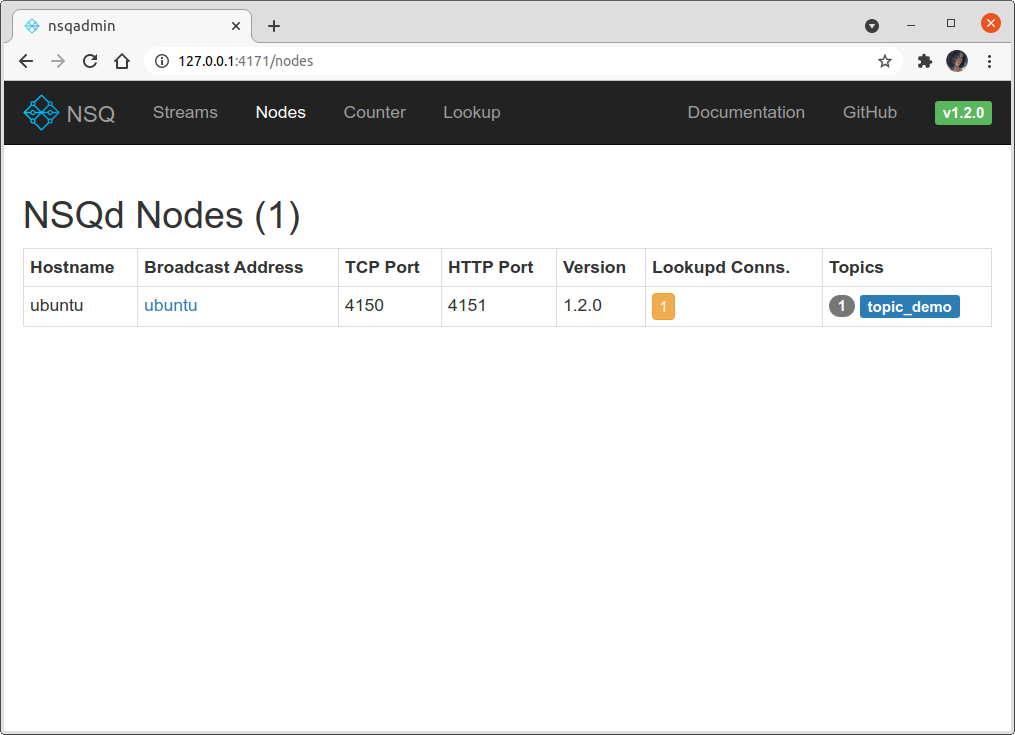 nsqadmin
127.0.0.1:4171/nodes
NSQ Streams Nodes Counter Lookup Documentation GitHub v1.2.0
NSQd Nodes (1)
Hostname Broadcast Address TCP Port HTTP Port Version Lookupd Conns. Topics
ubuntu ubuntu 4150 4151 1.2.0 1 1 topic_demo